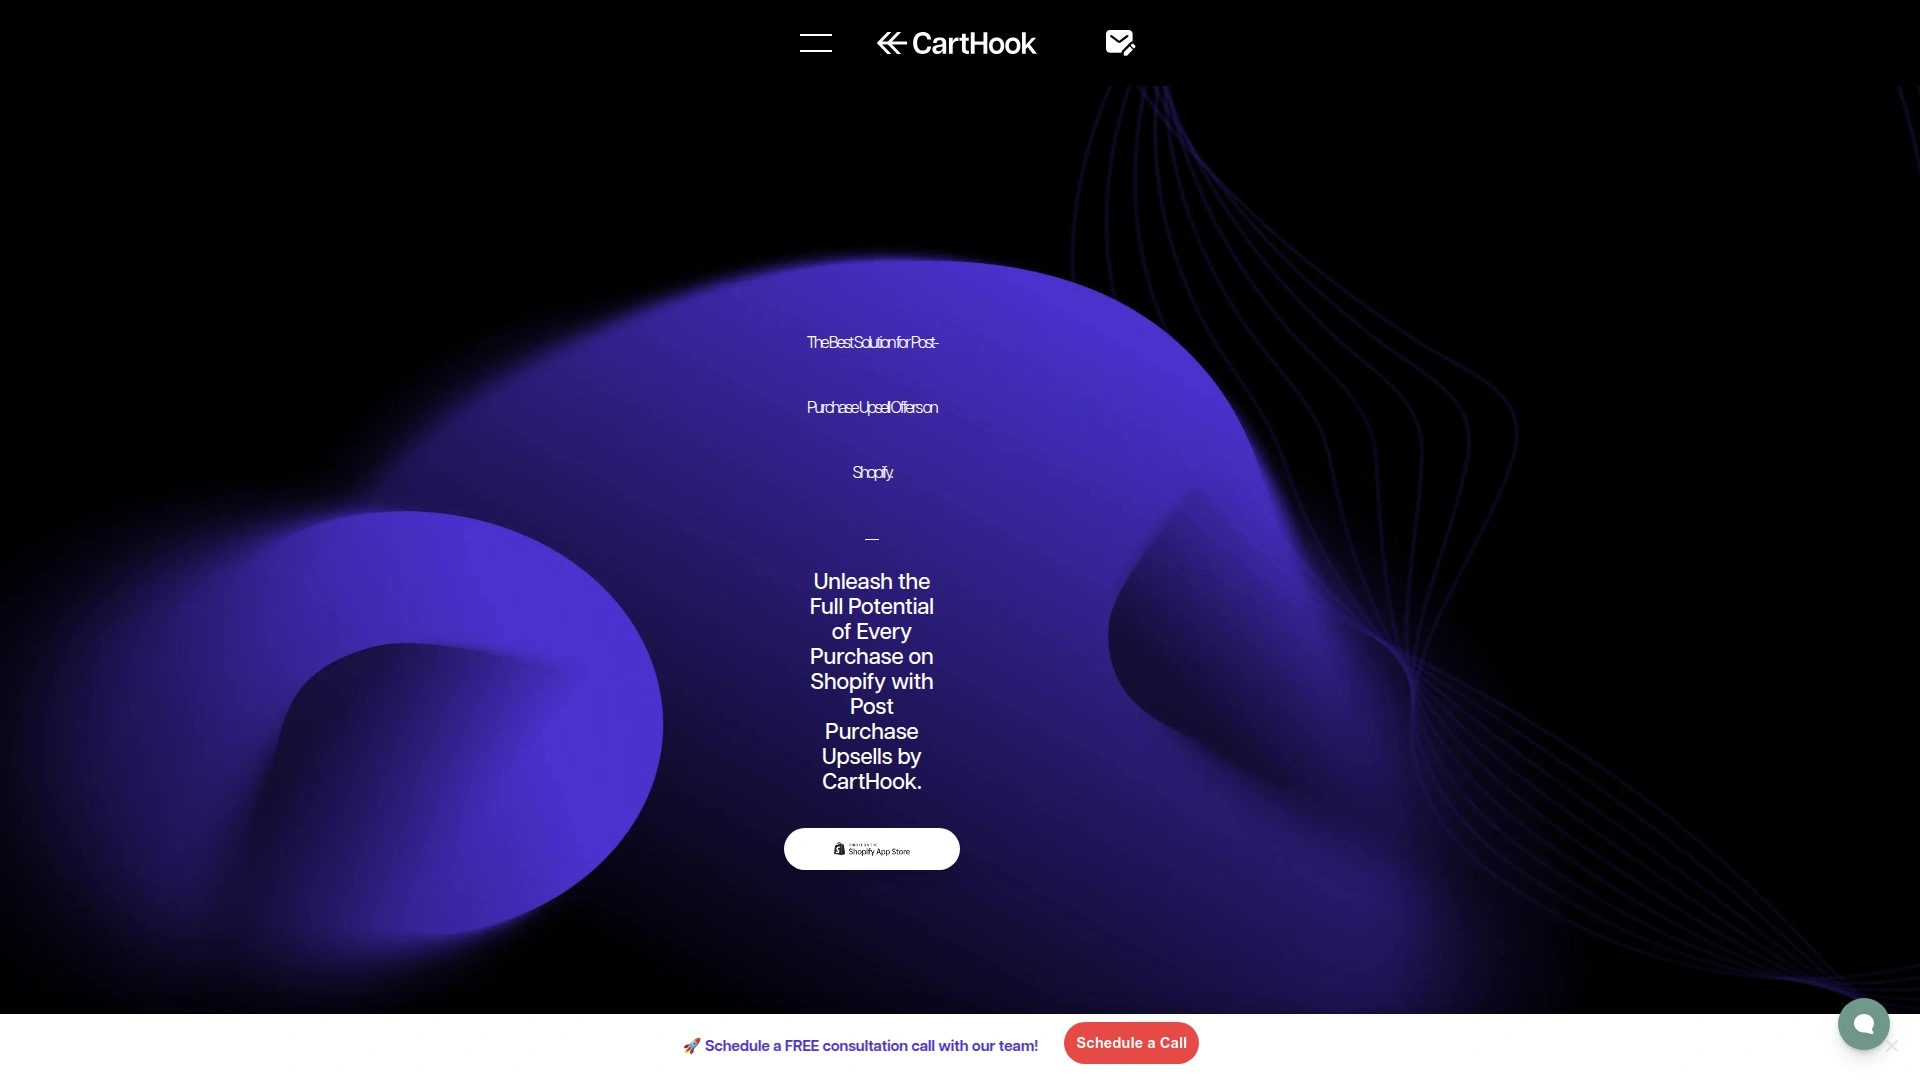 CartHook
The Best Solution for Post-
Purchase Upsell Offers on
Shopify.
—
Unleash the
Full Potential
of Every
Purchase on
Shopify with
Post
Purchase
Upsells by
CartHook.
Shopify App Store
🚀 Schedule a FREE consultation call with our team!
Schedule a Call